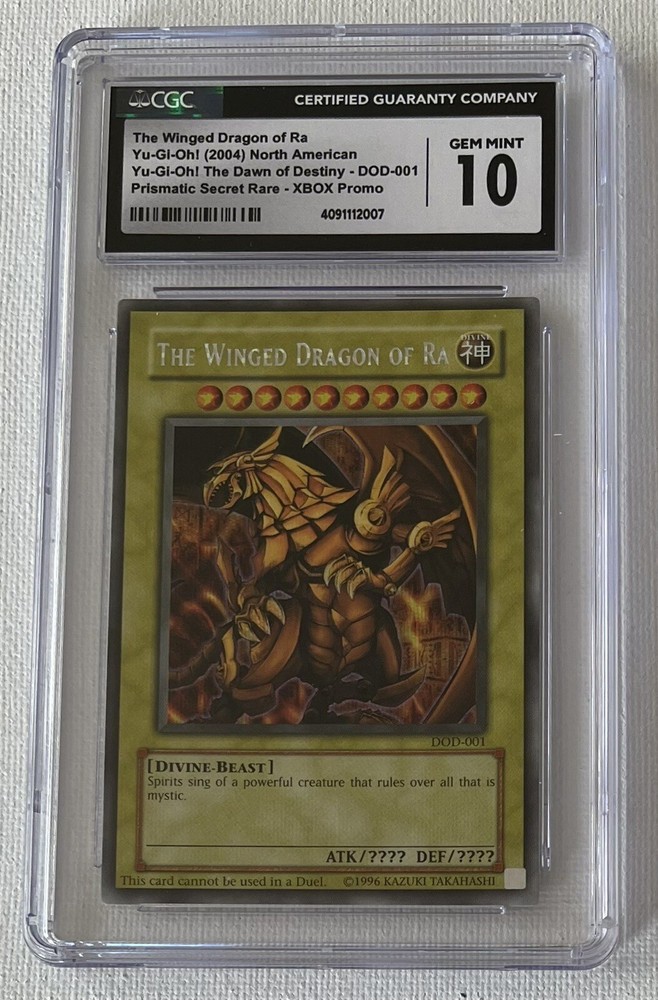 CGC
CERTIFIED GUARANTY COMPANY
The Winged Dragon of Ra
Yu-Gi-Oh! (2004) North American
Yu-Gi-Oh! The Dawn of Destiny - DOD-001
Prismatic Secret Rare - XBOX Promo
4091112007
GEM MINT
10
THE WINGED DRAGON OF RA
DIVINE
神
DOD-001
[DIVINE-BEAST]
Spirits sing of a powerful creature that rules over all that is
mystic.
ATK/???? DEF/????
This card cannot be used in a Duel. ©1996 KAZUKI TAKAHASHI